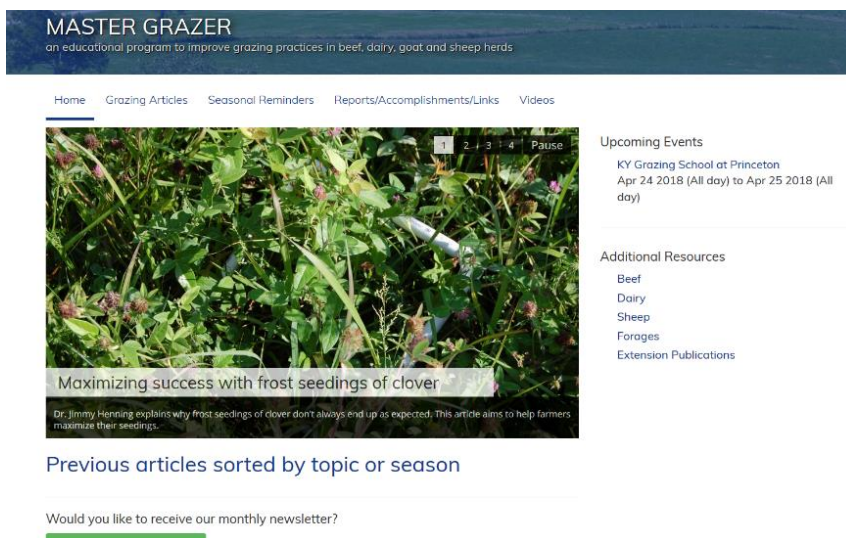 MASTER GRAZER
an educational program to improve grazing practices in beef, dairy, goat and sheep herds
Home Grazing Articles Seasonal Reminders Reports/Accomplishments/Links Videos
1 2 3 4 Pause
Maximizing success with frost seedings of clover
Dr. Jimmy Henning explains why frost seedings of clover don't always end up as expected. This article aims to help farmers
maximize their seedings.
Previous articles sorted by topic or season
Would you like to receive our monthly newsletter?
Upcoming Events
KY Grazing School at Princeton
Apr 24 2018 (All day) to Apr 25 2018 (All
day)
Additional Resources
Beef
Dairy
Sheep
Forages
Extension Publications